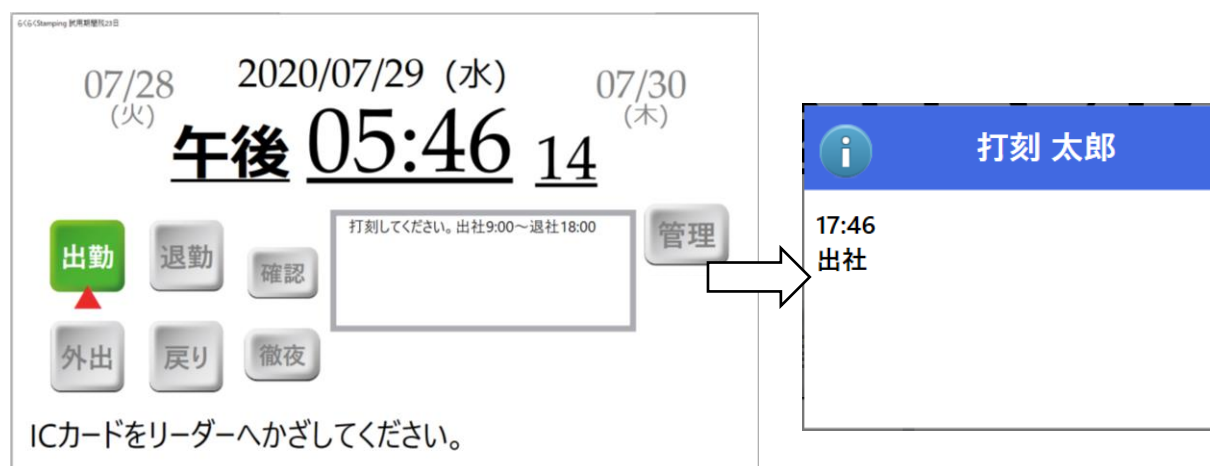 らくらくStamping 試用期間残23日
07/28
(火)
2020/07/29 (水)
07/30
(木)
午後 05:46 14
出勤
退勤
確認
打刻してください。出社9:00～退社18:00
管理
外出
戻り
徹夜
ICカードをリーダーへかざしてください。
打刻 太郎
17:46
出社